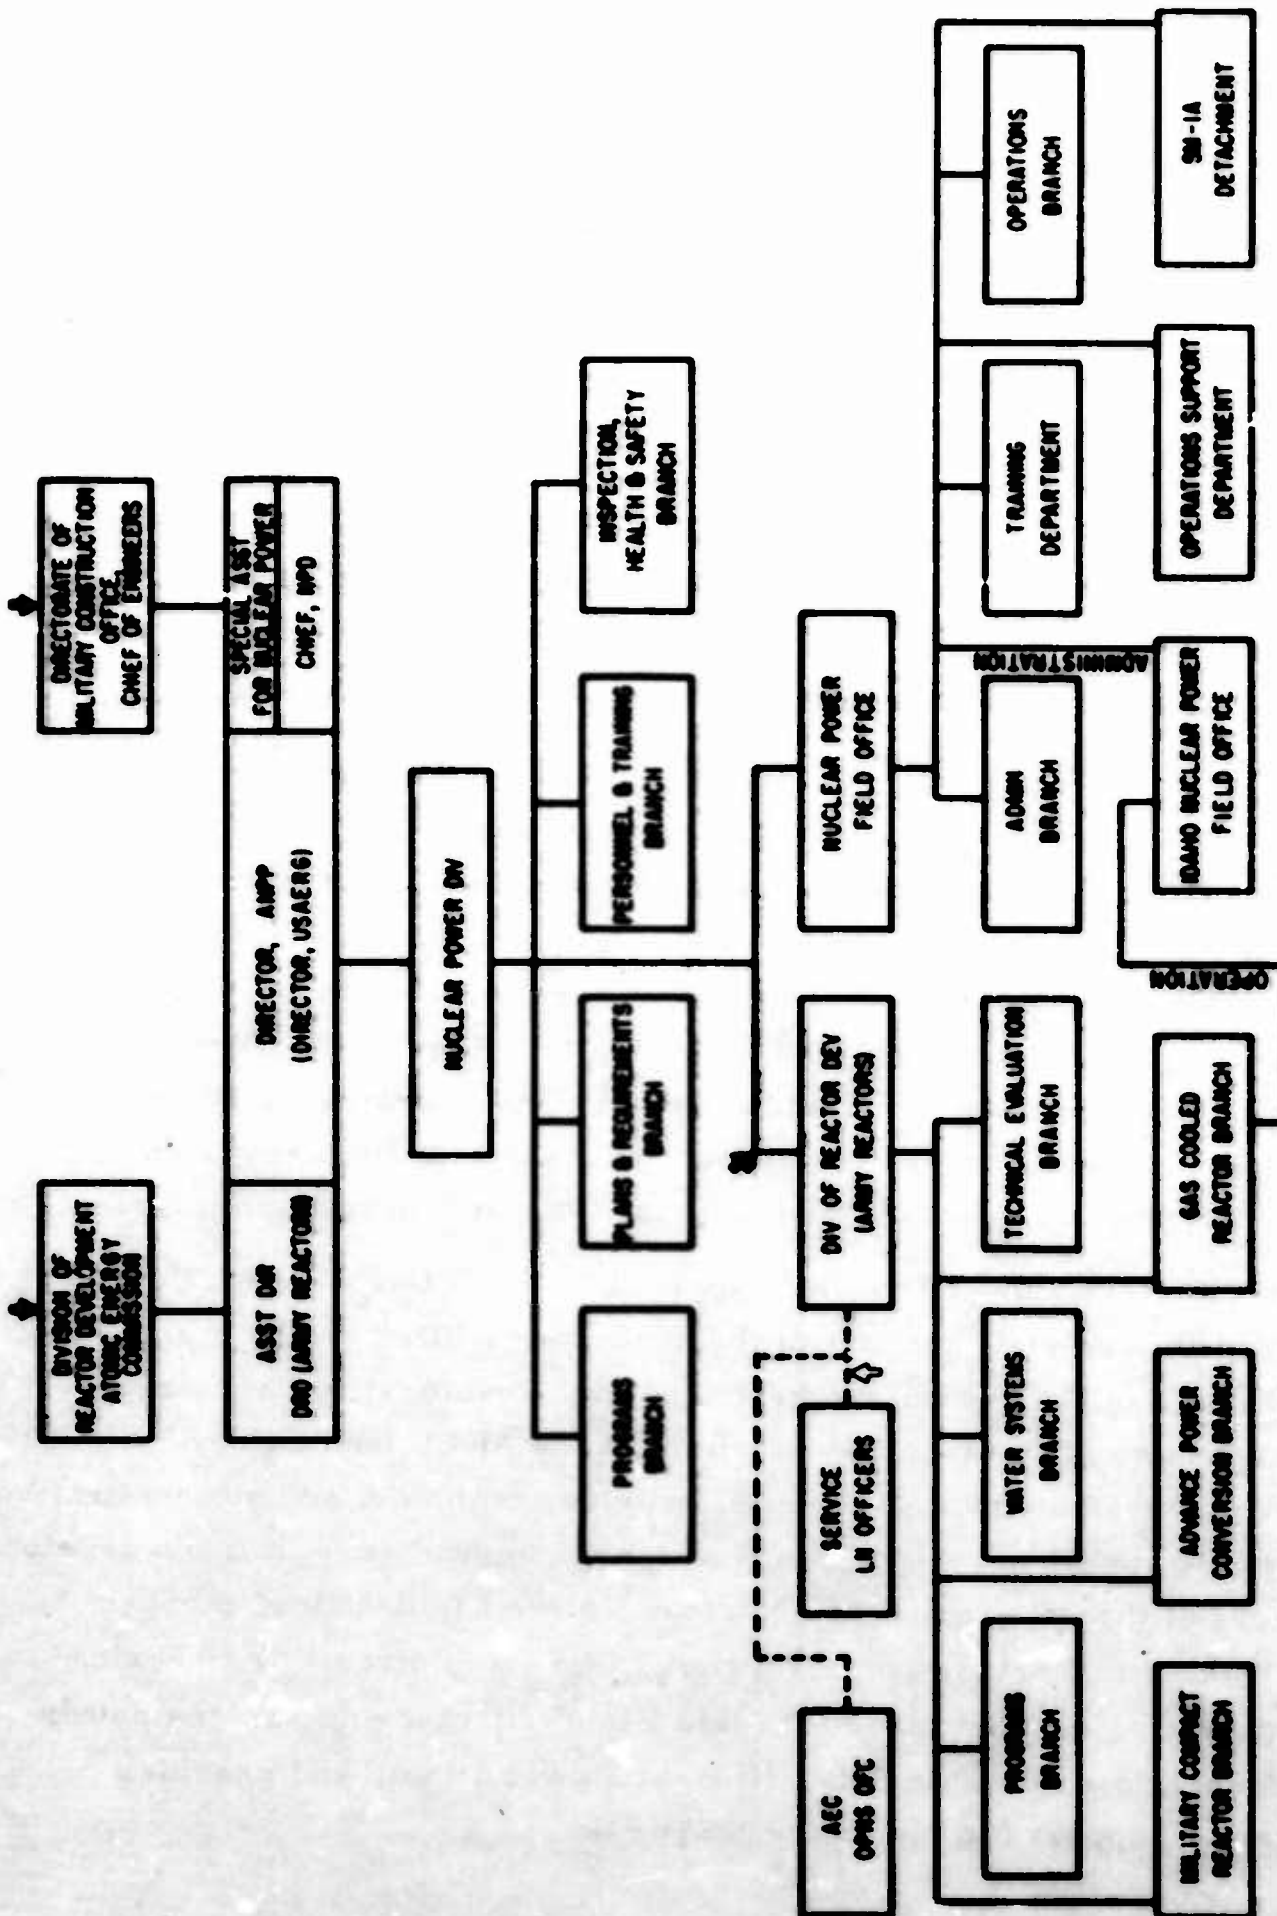 DIVISION OF
REACTOR DEVELOPMENT
ATOMIC ENERGY
COMMISSION
DIRECTORATE OF
MILITARY CONSTRUCTION
OFFICE,
CHIEF OF ENGINEERS
ASST DIR
DRD (ARMY REACTORS)
DIRECTOR, ANPP
(DIRECTOR, USAERG)
SPECIAL ASST
FOR NUCLEAR POWER
CHIEF, NPD
NUCLEAR POWER DIV
PROGRAMS
BRANCH
PLANS & REQUIREMENTS
BRANCH
PERSONNEL & TRAINING
BRANCH
INSPECTION,
HEALTH & SAFETY
BRANCH
AEC
OPNS OFC
SERVICE
LN OFFICERS
DIV OF REACTOR DEV
(ARMY REACTORS)
NUCLEAR POWER
FIELD OFFICE
PROGRAMS
BRANCH
WATER SYSTEMS
BRANCH
TECHNICAL EVALUATION
BRANCH
ADMIN
BRANCH
TRAINING
DEPARTMENT
OPERATIONS
BRANCH
ADMINISTRATION
OPERATION
MILITARY COMPACT
REACTOR BRANCH
ADVANCE POWER
CONVERSION BRANCH
GAS COOLED
REACTOR BRANCH
IDAHO NUCLEAR POWER
FIELD OFFICE
OPERATIONS SUPPORT
DEPARTMENT
SM-1A
DETACHMENT